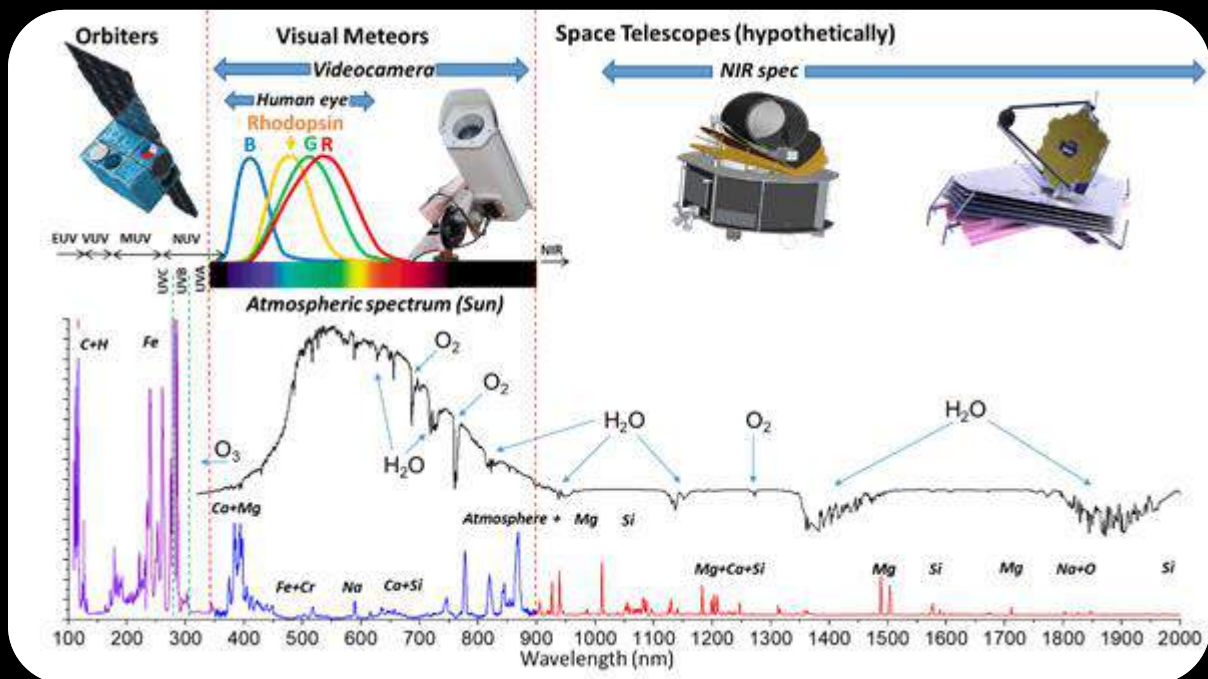 Orbiters
Visual Meteors
Space Telescopes (hypothetically)
Videocamera
NIR spec
Human eye
Rhodopsin
B
G
R
EUV
VUV
MUV
NUV
NIR
UVC
UVB
UVA
Atmospheric spectrum (Sun)
C+H
Fe
O₂
O₂
H₂O
H₂O
O₂
H₂O
O₃
Ca+Mg
Atmosphere +
Mg
Si
Fe+Cr
Na
Ca+Si
Mg+Ca+Si
Mg
Si
Mg
Na+O
Si
100 200 300 400 500 600 700 800 900 1000 1100 1200 1300 1400 1500 1600 1700 1800 1900 2000
Wavelength (nm)